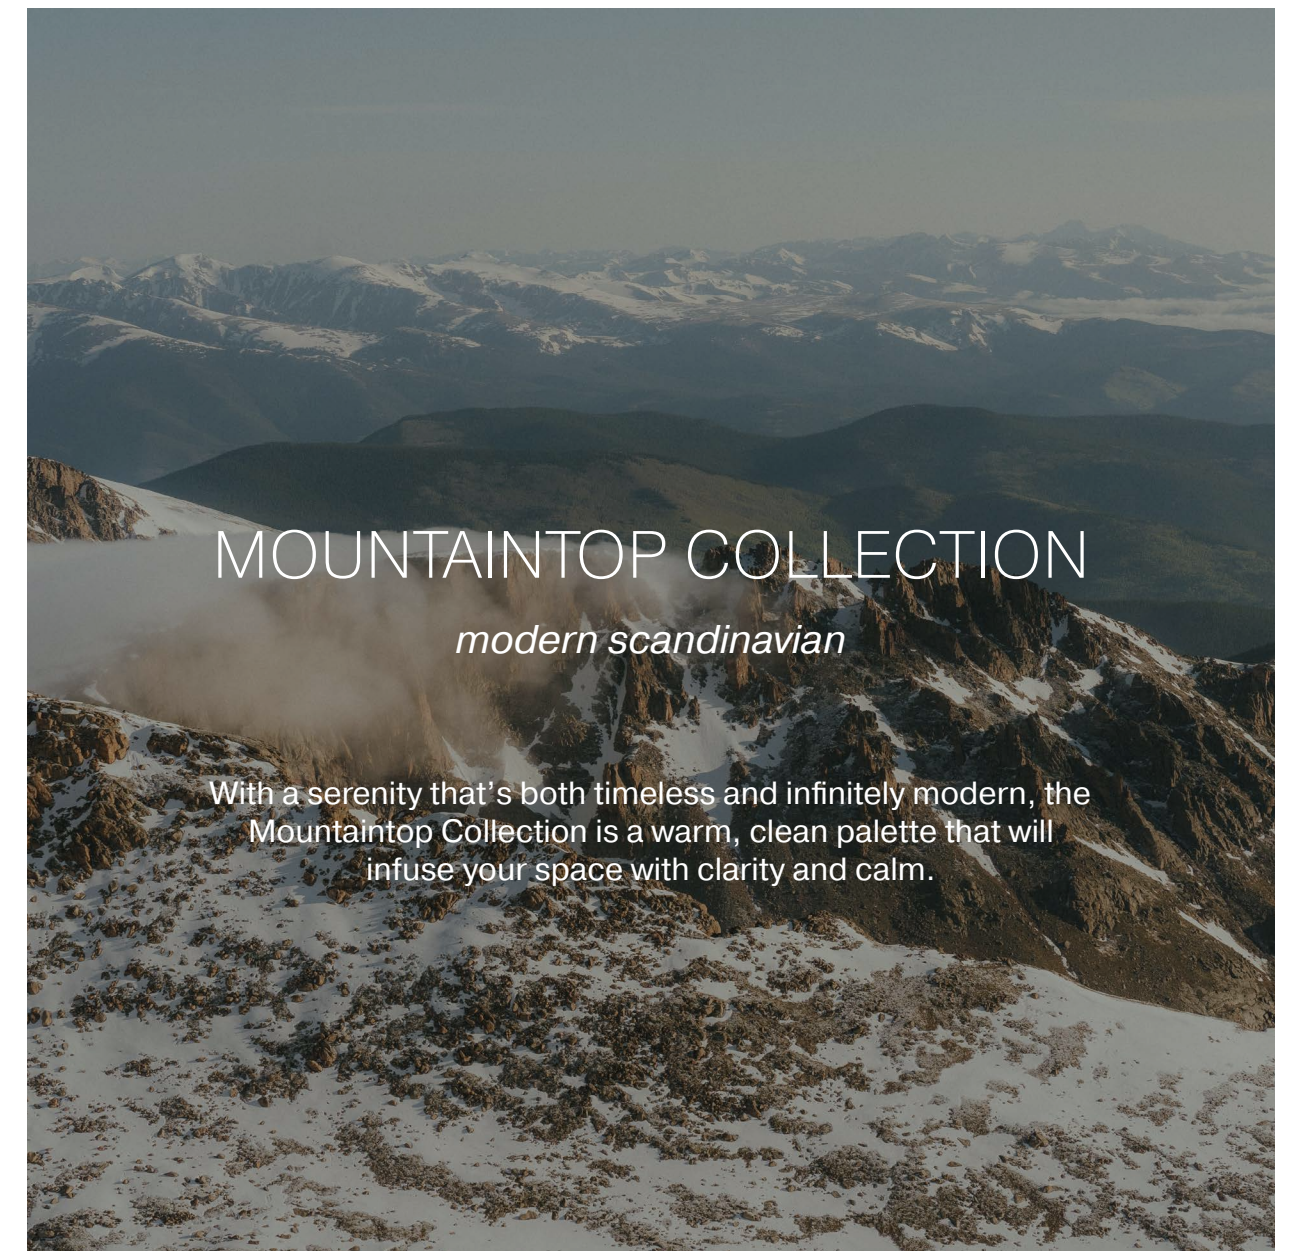 MOUNTAINTOP COLLECTION
modern scandinavian
With a serenity that's both timeless and infinitely modern, the
Mountaintop Collection is a warm, clean palette that will
infuse your space with clarity and calm.